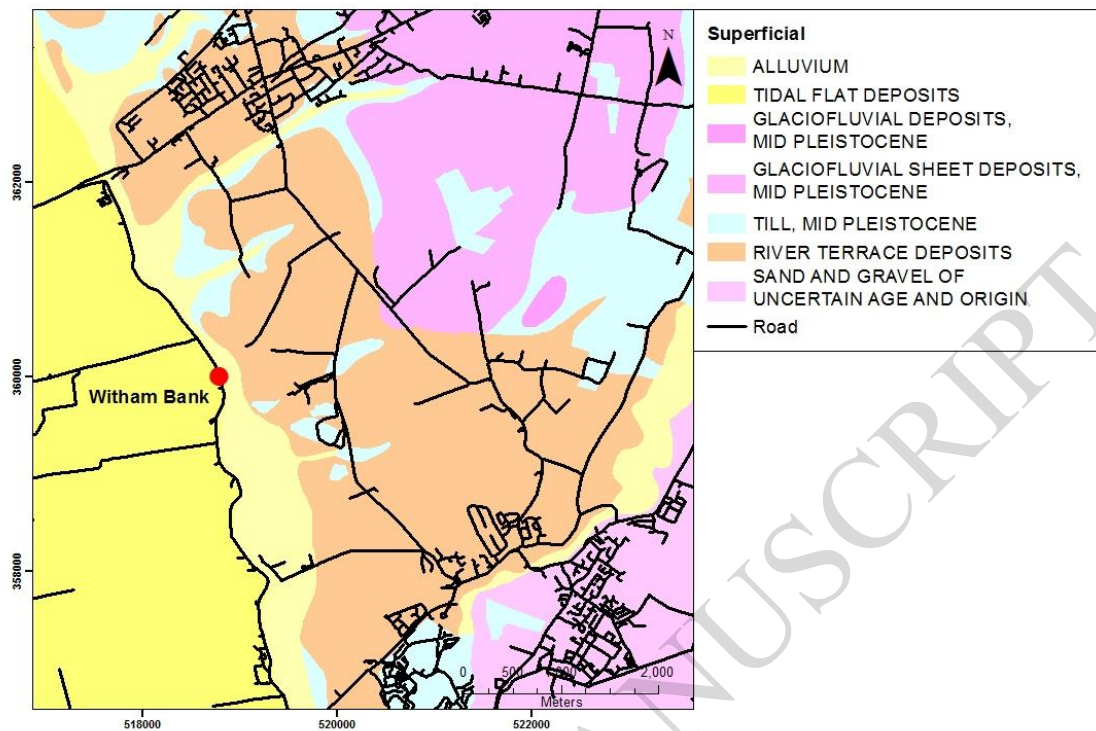 Superficial
N
ALLUVIUM
TIDAL FLAT DEPOSITS
GLACIOFLUVIAL DEPOSITS,
MID PLEISTOCENE
GLACIOFLUVIAL SHEET DEPOSITS,
MID PLEISTOCENE
TILL, MID PLEISTOCENE
RIVER TERRACE DEPOSITS
SAND AND GRAVEL OF
UNCERTAIN AGE AND ORIGIN
Road
362000
360000
358000
Witham Bank
0 500 2,000
Meters
518000 520000 522000
NUSCRIPT